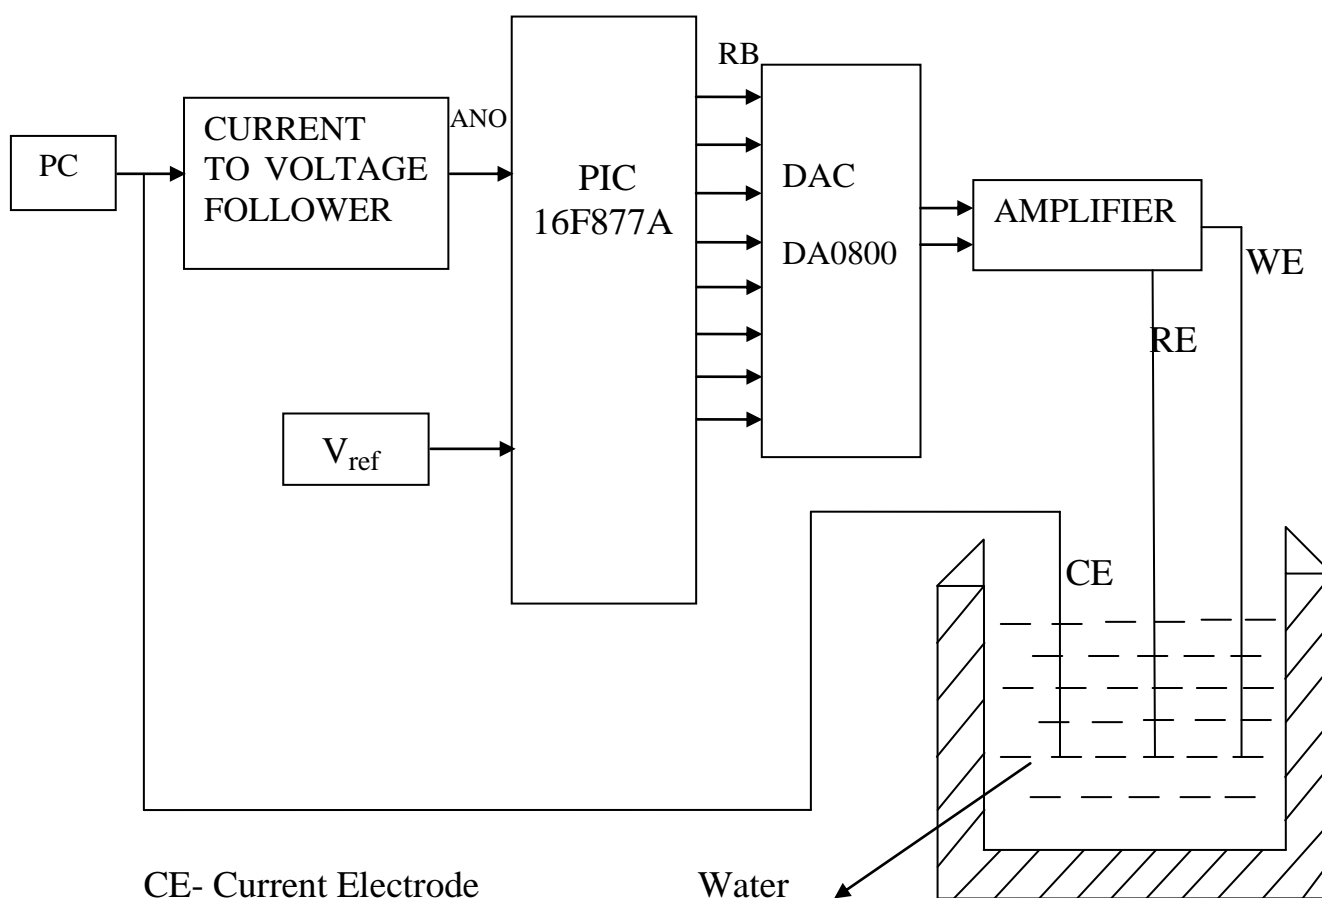 PC
CURRENT
TO VOLTAGE
FOLLOWER
ANO
PIC
16F877A
RB
DAC
DA0800
AMPLIFIER
WE
RE
Vref
CE
CE- Current Electrode
Water